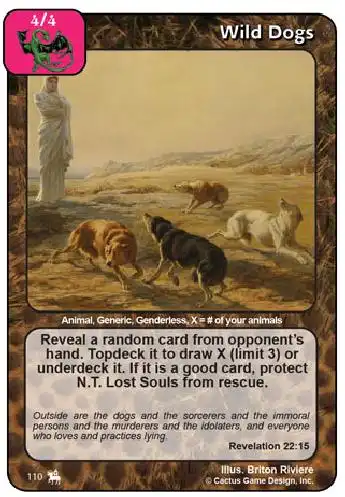 4/4
Wild Dogs
Animal, Generic, Genderless, X = # of your animals
Reveal a random card from opponent's
hand. Topdeck it to draw X (limit 3) or
underdeck it. If it is a good card, protect
N.T. Lost Souls from rescue.
Outside are the dogs and the sorcerers and the immoral
persons and the murderers and the idolaters, and everyone
who loves and practices lying.
Revelation 22:15
110
Illus. Briton Riviere
© Cactus Game Design, Inc.